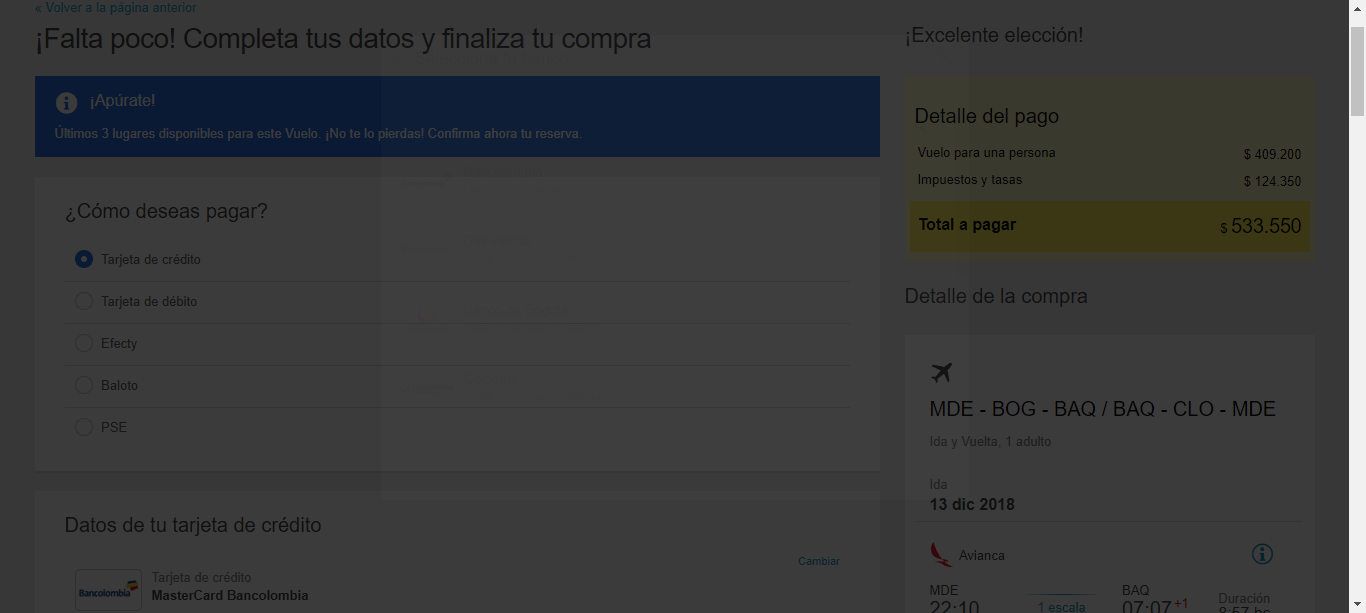 « Volver a la página anterior
¡Falta poco! Completa tus datos y finaliza tu compra
¡Apúrate!
Últimos 3 lugares disponibles para este Vuelo. ¡No te lo pierdas! Confirma ahora tu reserva.
¿Cómo deseas pagar?
Tarjeta de crédito
Tarjeta de débito
Efecty
Baloto
PSE
Datos de tu tarjeta de crédito
Cambiar
Bancolombia
Tarjeta de crédito
MasterCard Bancolombia
¡Excelente elección!
Detalle del pago
Vuelo para una persona $ 409.200
Impuestos y tasas $ 124.350
Total a pagar $ 533.550
Detalle de la compra
MDE - BOG - BAQ / BAQ - CLO - MDE
Ida y Vuelta, 1 adulto
Ida
13 dic 2018
Avianca
MDE BAQ Duración
22:10 1 escala 07:07 +1 8:57 hs